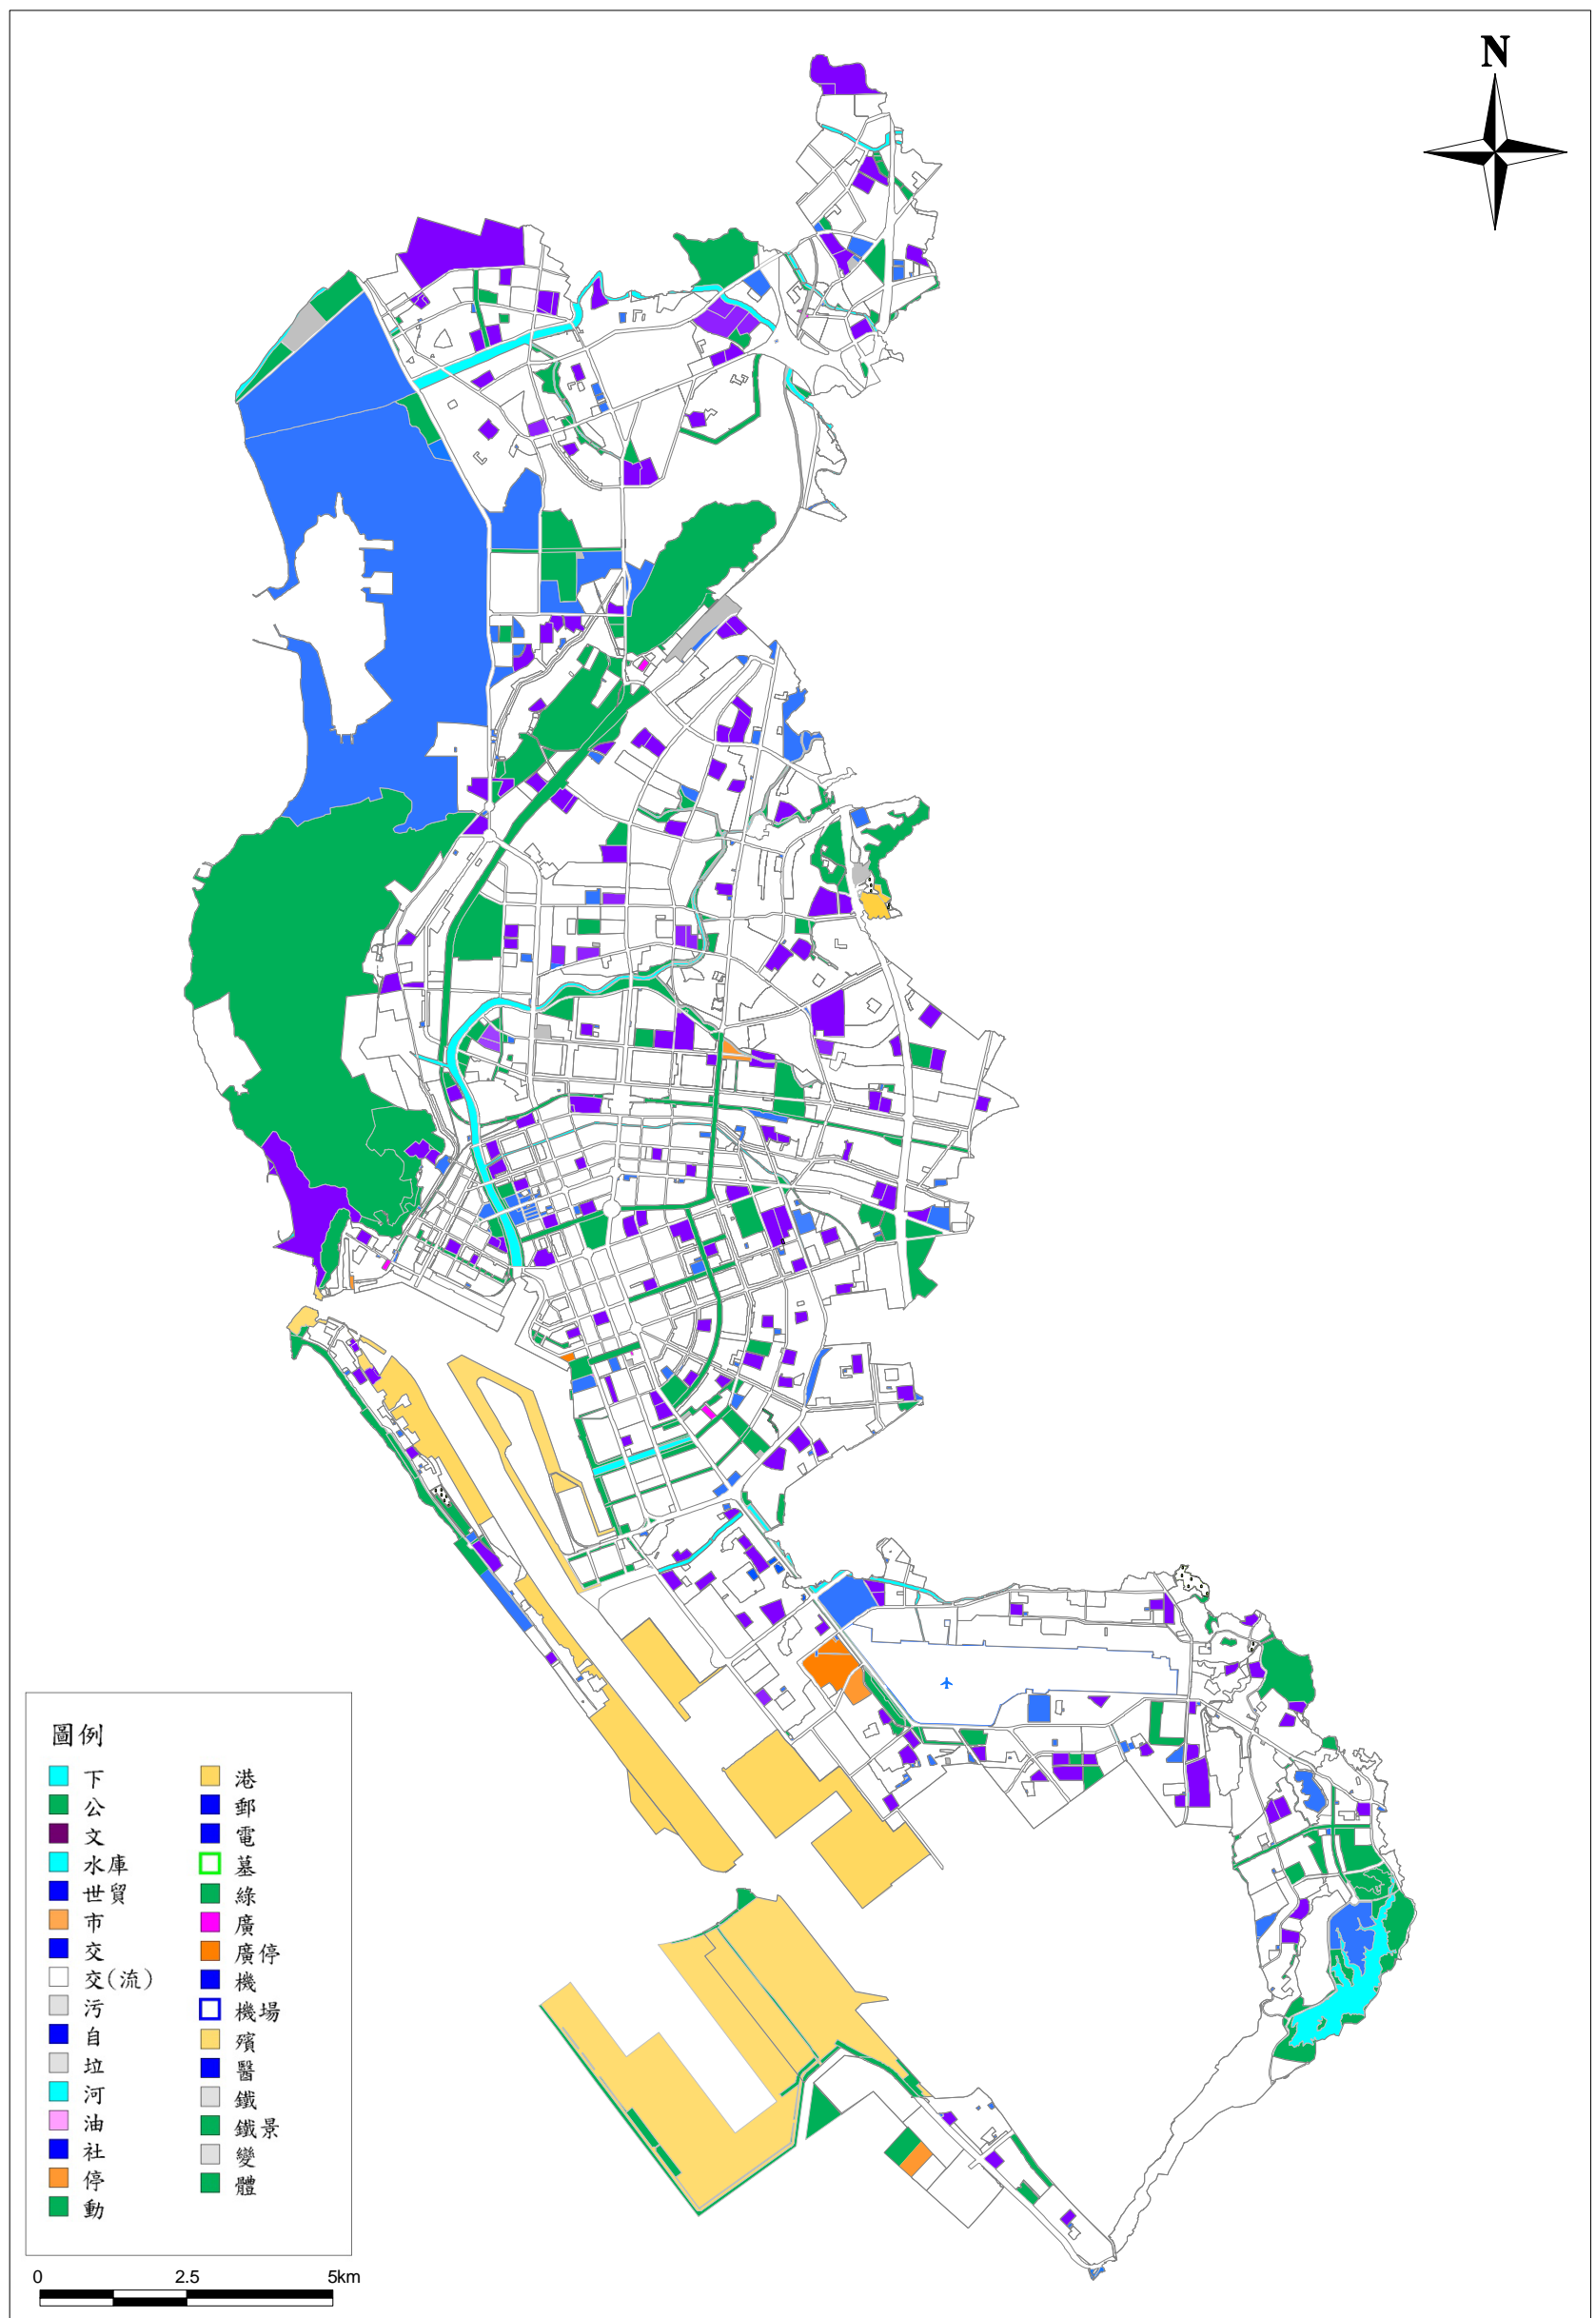 N
圖例
下
公
文
水庫
世貿
市
交
交(流)
污
自
垃
河
油
社
停
動
港
郵
電
墓
綠
廣
廣停
機
機場
殯
醫
鐵
鐵景
變
體
0 2.5 5km